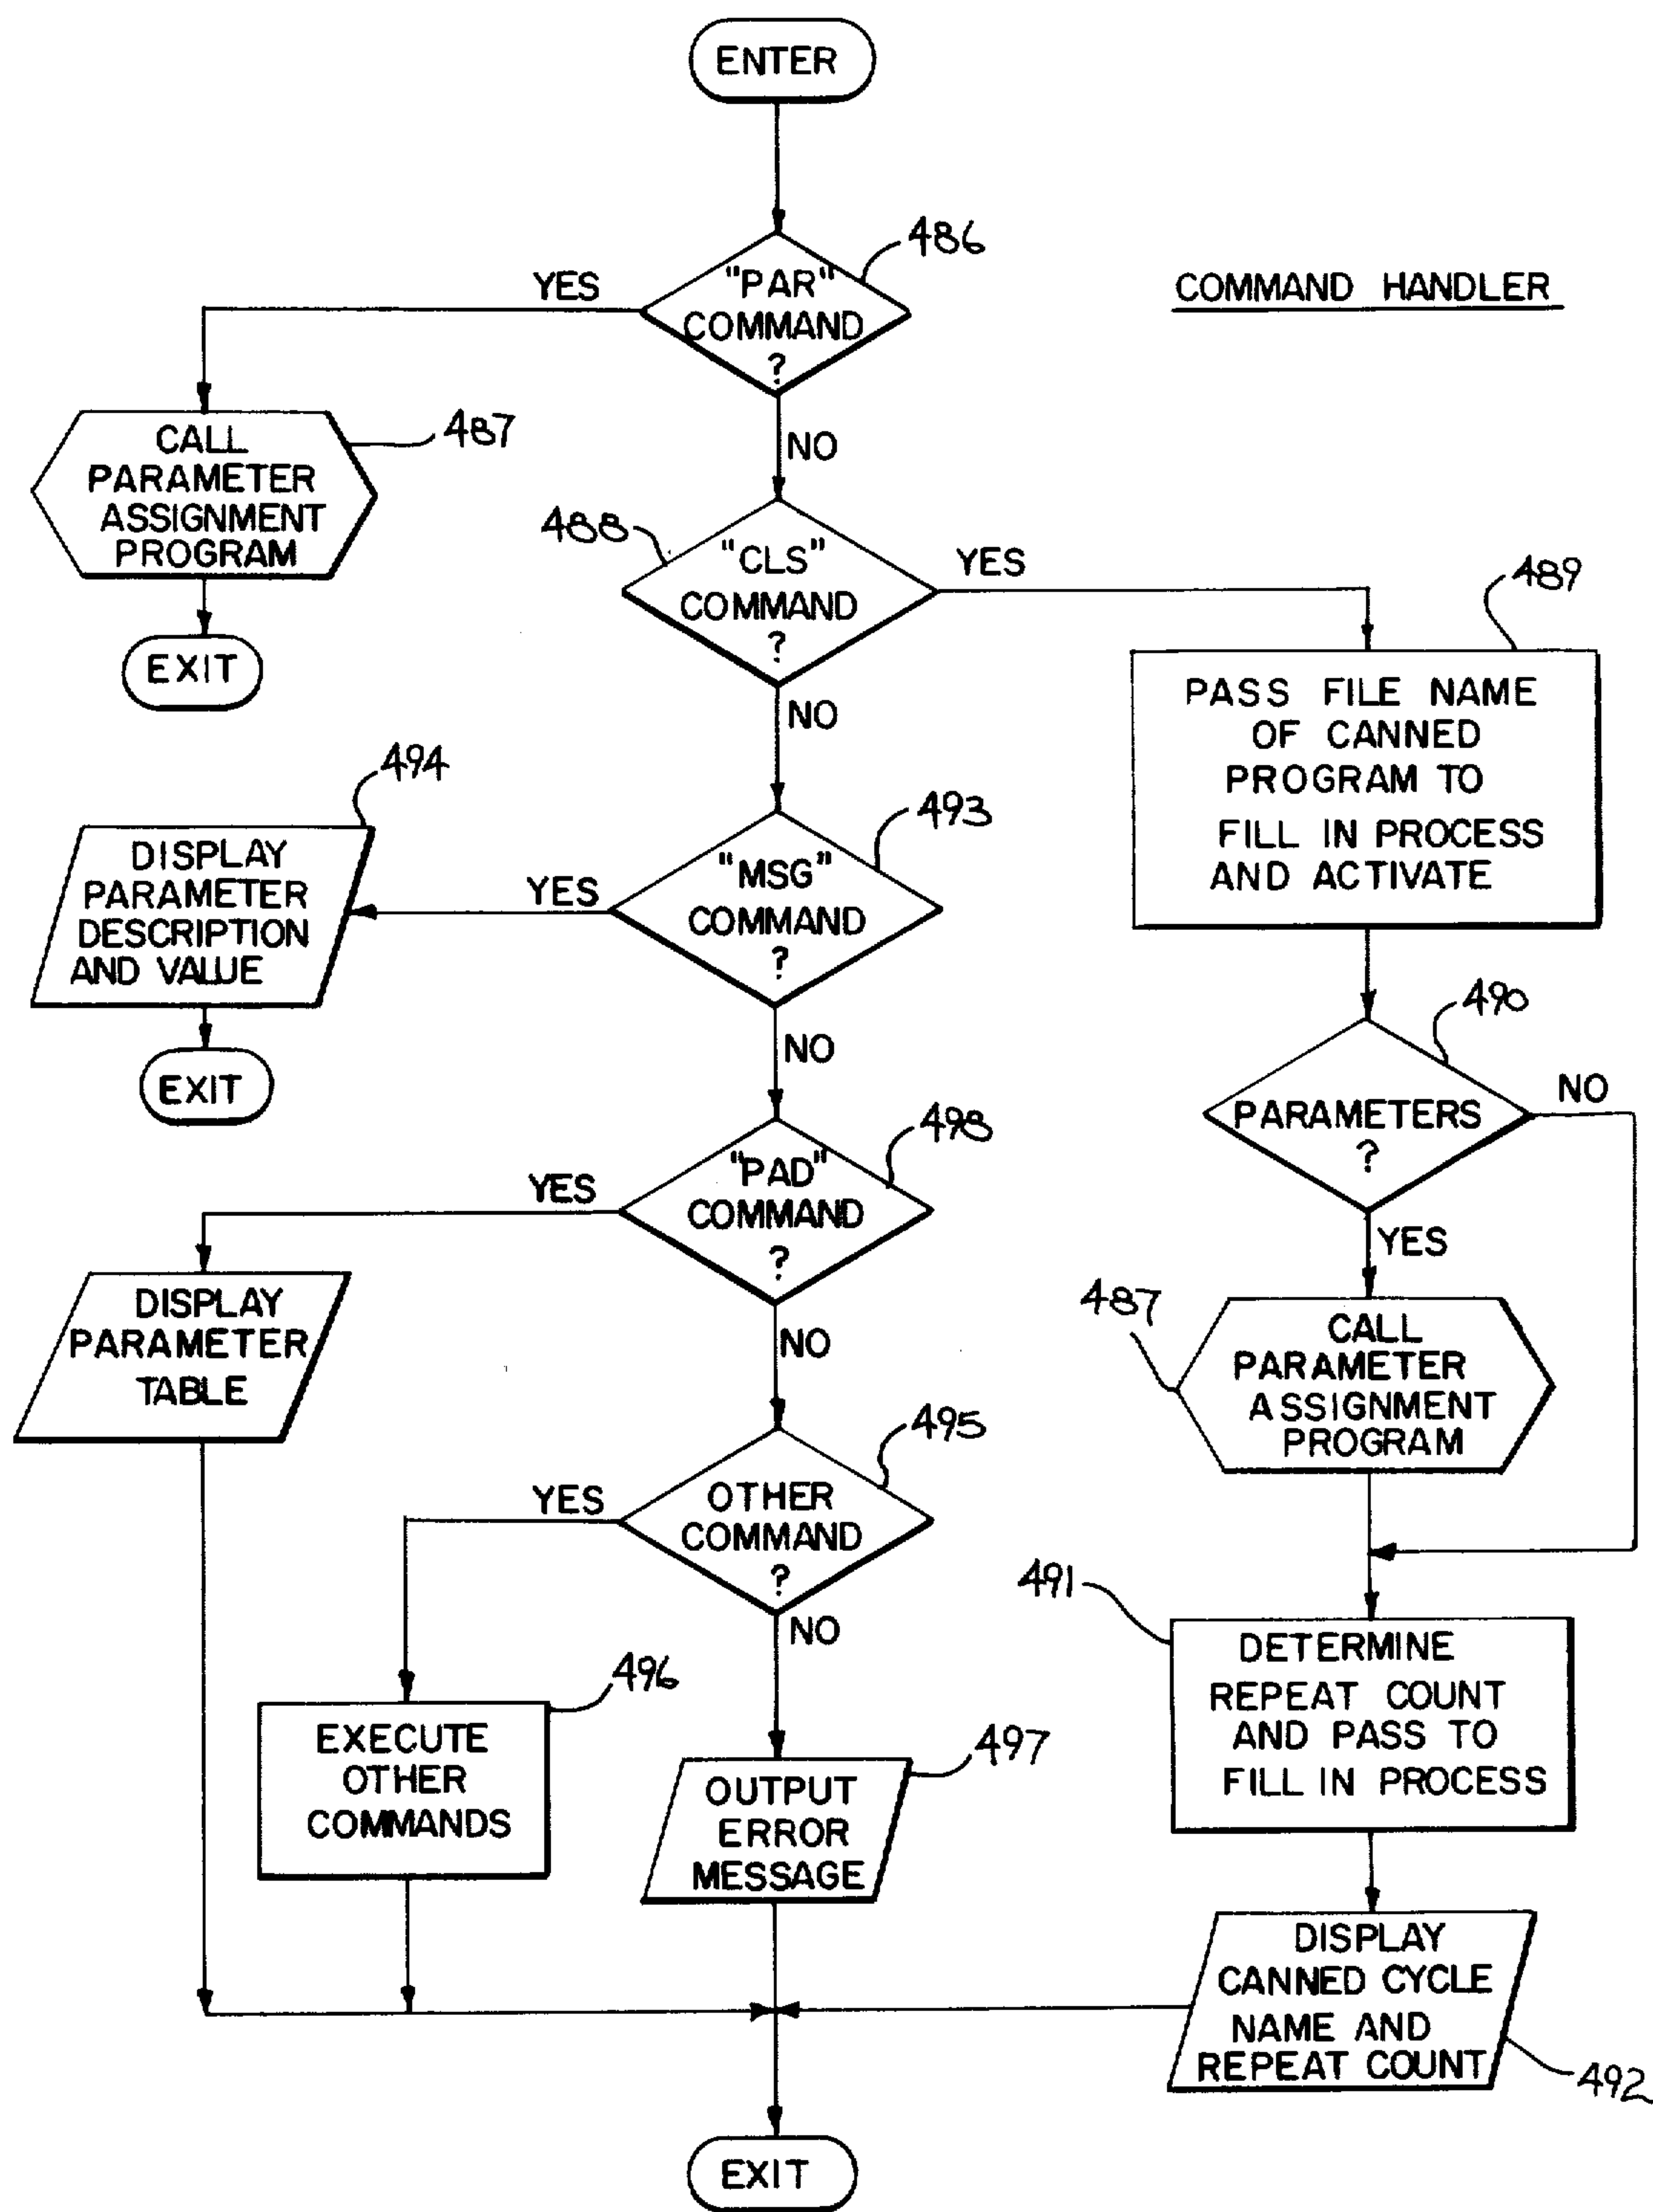 ENTER
486
"PAR"
COMMAND
?
YES
NO
COMMAND HANDLER
487
CALL
PARAMETER
ASSIGNMENT
PROGRAM
EXIT
488
"CLS"
COMMAND
?
YES
NO
489
PASS FILE NAME
OF CANNED
PROGRAM TO
FILL IN PROCESS
AND ACTIVATE
494
DISPLAY
PARAMETER
DESCRIPTION
AND VALUE
EXIT
493
"MSG"
COMMAND
?
YES
NO
490
PARAMETERS
?
NO
YES
498
"PAD"
COMMAND
?
YES
NO
DISPLAY
PARAMETER
TABLE
487
CALL
PARAMETER
ASSIGNMENT
PROGRAM
495
OTHER
COMMAND
?
YES
NO
491
DETERMINE
REPEAT COUNT
AND PASS TO
FILL IN PROCESS
496
EXECUTE
OTHER
COMMANDS
497
OUTPUT
ERROR
MESSAGE
DISPLAY
CANNED CYCLE
NAME AND
REPEAT COUNT
492
EXIT